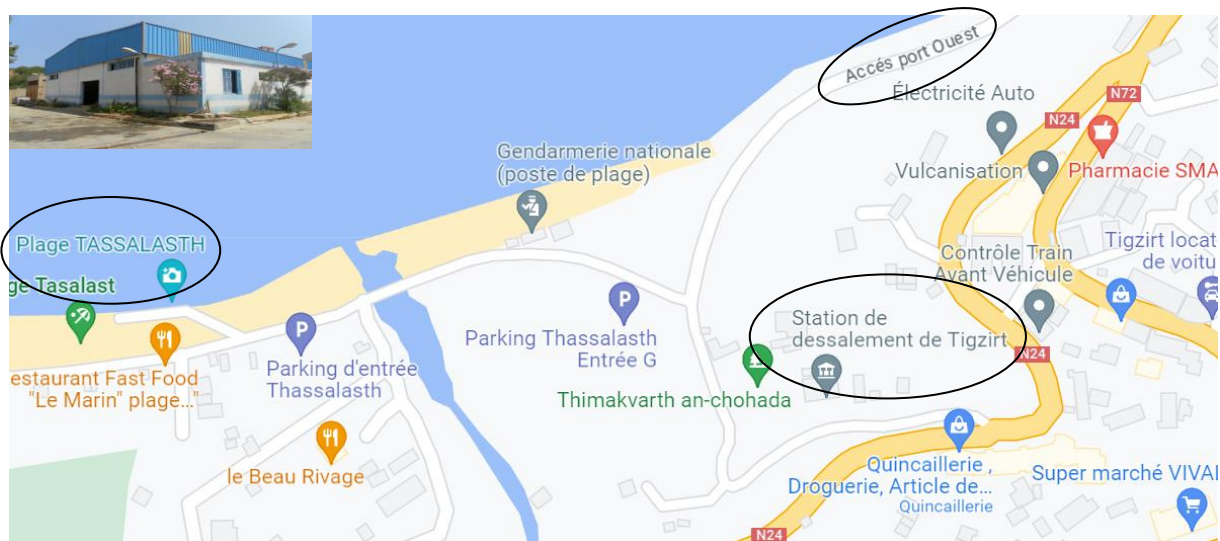 Accés port Ouest
Électricité Auto
N72
N24
Gendarmerie nationale
(poste de plage)
Vulcanisation
Pharmacie SMA
Plage TASSALASTH
ge Tasalast
Contrôle Train
Avant Véhicule
Tigzirt locat
de voitu
P
P
Station de
dessalement de Tigzirt
Parking Thassalasth
Entrée G
N24
Parking d'entrée
Thassalasth
estaurant Fast Food
"Le Marin" plage..."
Thimakvarth an-chohada
le Beau Rivage
Quincaillerie ,
Droguerie, Article de...
Quincaillerie
Super marché VIVAL
N24